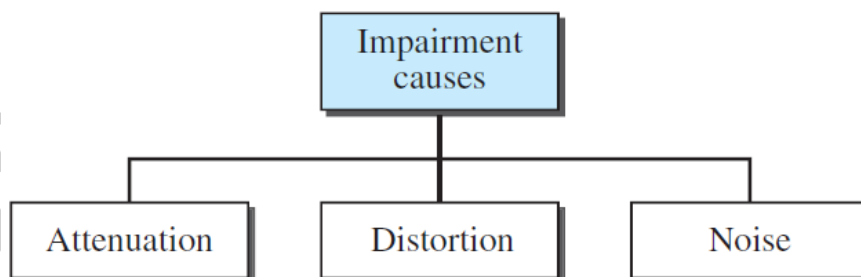 Impairment
causes
Attenuation
Distortion
Noise